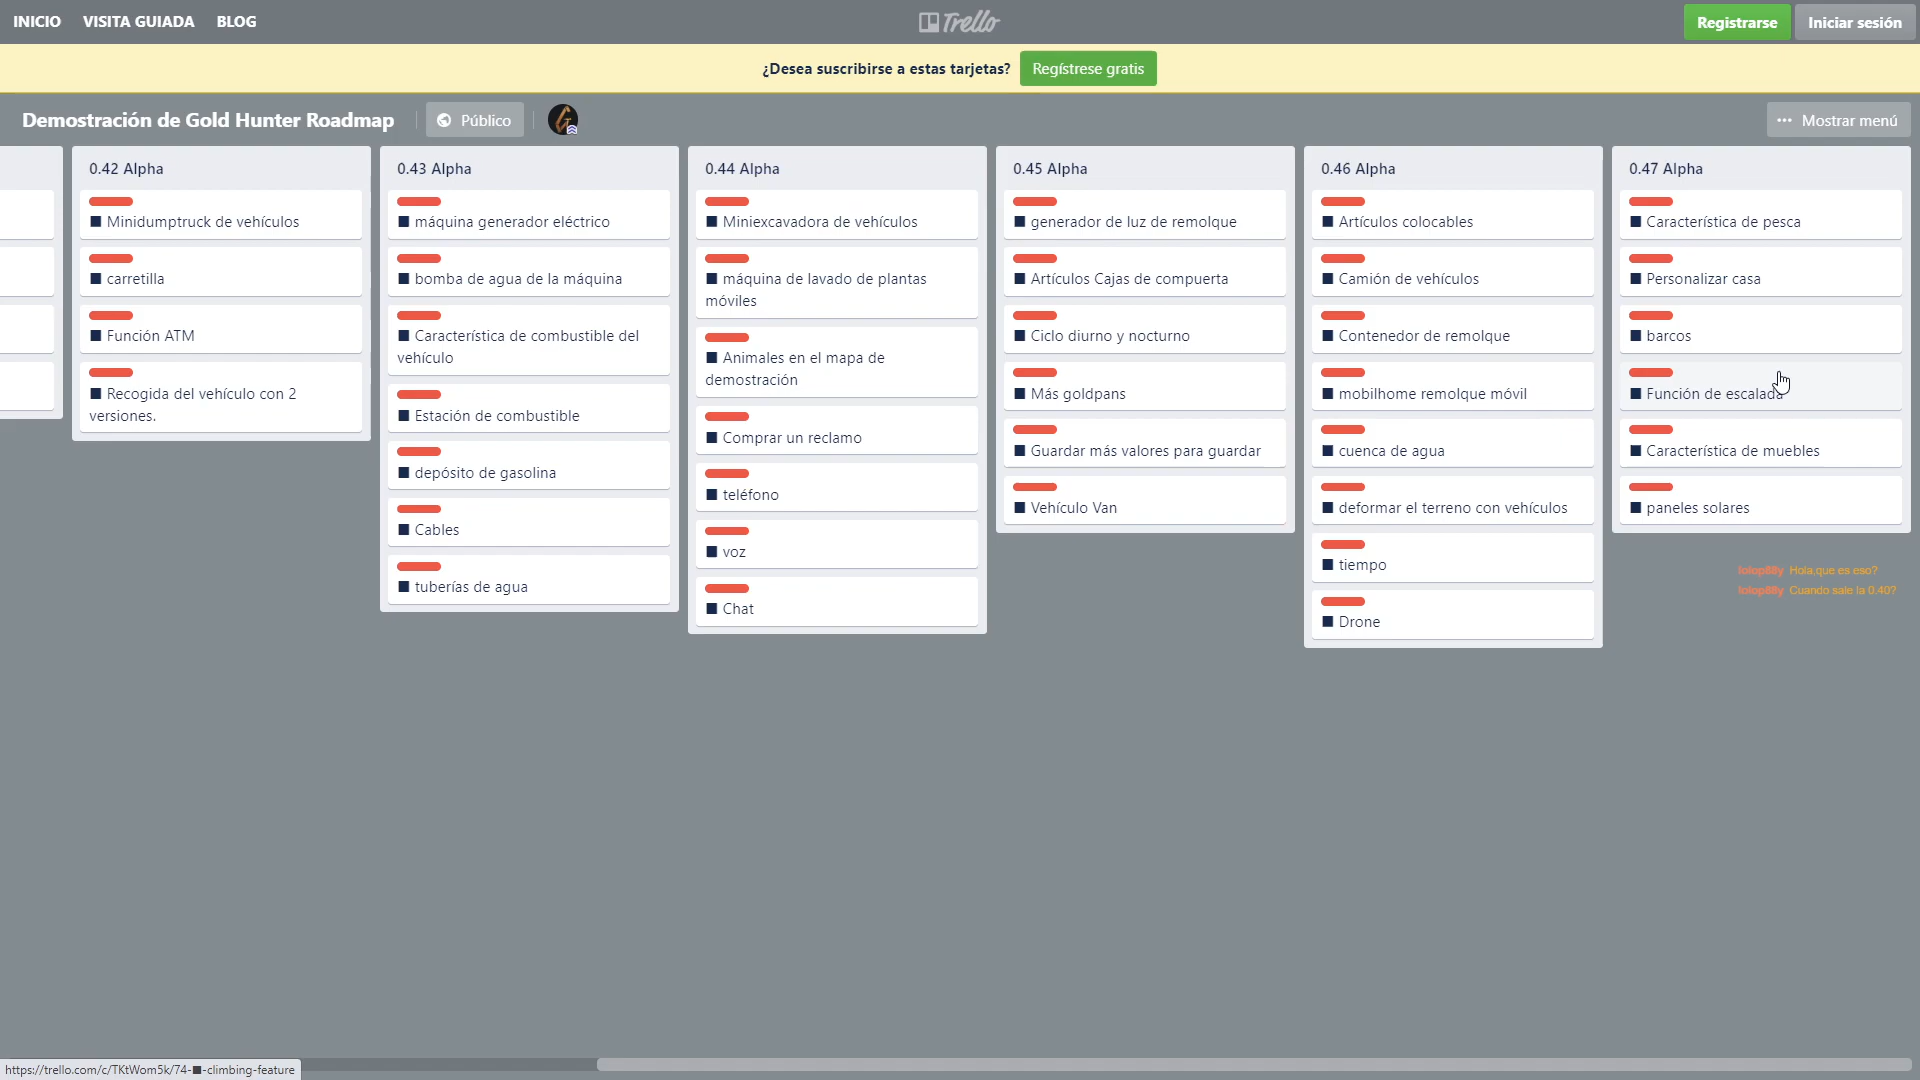 INICIO VISITA GUIADA BLOG Trello Registrarse Iniciar sesión
¿Desea suscribirse a estas tarjetas? Regístrese gratis
Demostración de Gold Hunter Roadmap Público ··· Mostrar menú
0.42 Alpha
■ Minidumptruck de vehículos
■ carretilla
■ Función ATM
■ Recogida del vehículo con 2
versiones.
0.43 Alpha
■ máquina generador eléctrico
■ bomba de agua de la máquina
■ Característica de combustible del
vehículo
■ Estación de combustible
■ depósito de gasolina
■ Cables
■ tuberías de agua
0.44 Alpha
■ Miniexcavadora de vehículos
■ máquina de lavado de plantas
móviles
■ Animales en el mapa de
demostración
■ Comprar un reclamo
■ teléfono
■ voz
■ Chat
0.45 Alpha
■ generador de luz de remolque
■ Artículos Cajas de compuerta
■ Ciclo diurno y nocturno
■ Más goldpans
■ Guardar más valores para guardar
■ Vehículo Van
0.46 Alpha
■ Artículos colocables
■ Camión de vehículos
■ Contenedor de remolque
■ mobilhome remolque móvil
■ cuenca de agua
■ deformar el terreno con vehículos
■ tiempo
■ Drone
0.47 Alpha
■ Característica de pesca
■ Personalizar casa
■ barcos
■ Función de escalada
■ Característica de muebles
■ paneles solares
Hola,que es eso?
Cuando sale la 0.40?
https://trello.com/c/TKtWom5k/74-■-climbing-feature